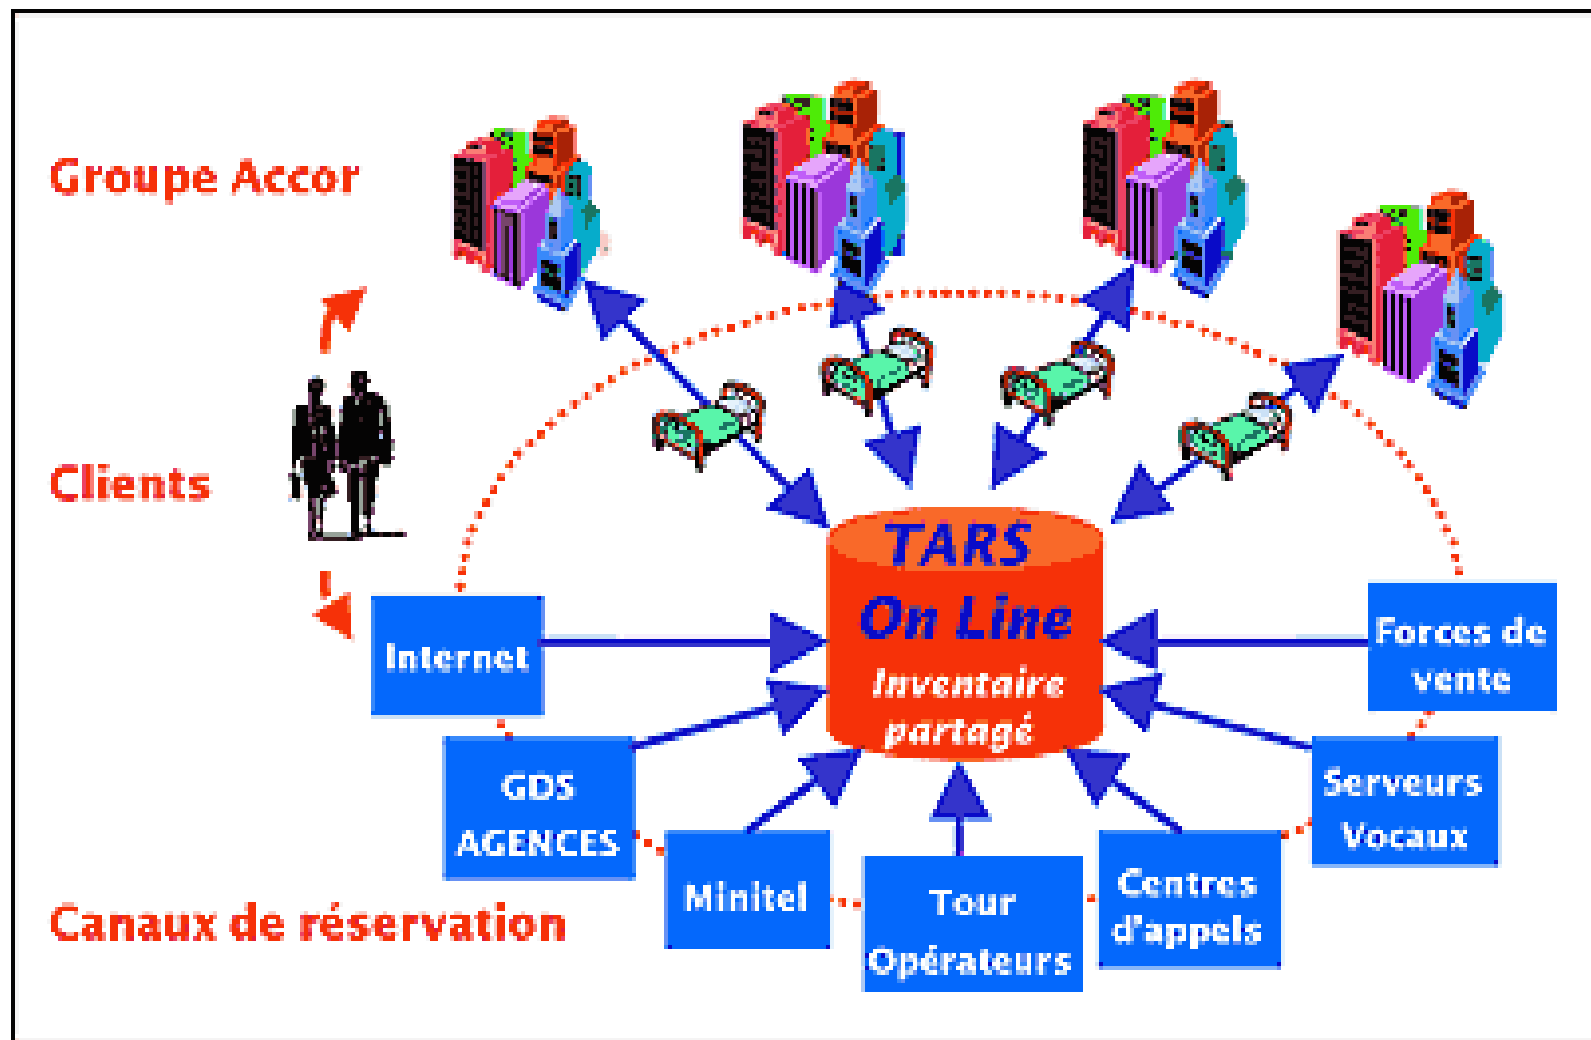 Groupe Accor
Clients
TARS
On Line
Inventaire
partagé
Internet
Forces de
vente
GDS
AGENCES
Serveurs
Vocaux
Minitel
Tour
Opérateurs
Centres
d'appels
Canaux de réservation